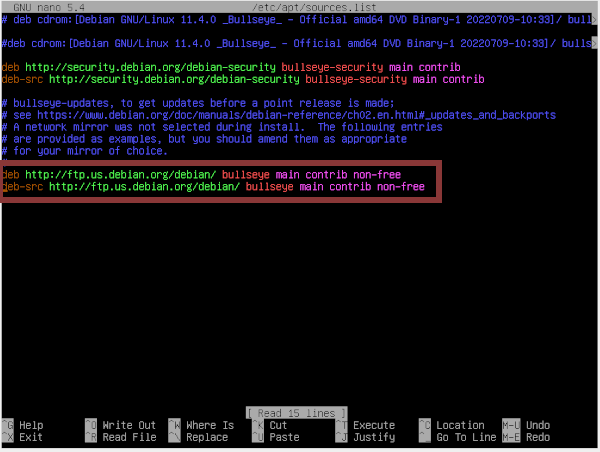 GNU nano 5.4 /etc/apt/sources.list
# deb cdrom:[Debian GNU/Linux 11.4.0 _Bullseye_ - Official amd64 DVD Binary-1 20220709-10:33]/ bull>
#deb cdrom:[Debian GNU/Linux 11.4.0 _Bullseye_ - Official amd64 DVD Binary-1 20220709-10:33]/ bulls>
deb http://security.debian.org/debian-security bullseye-security main contrib
deb-src http://security.debian.org/debian-security bullseye-security main contrib
# bullseye-updates, to get updates before a point release is made;
# see https://www.debian.org/doc/manuals/debian-reference/ch02.en.html#_updates_and_backports
# A network mirror was not selected during install.  The following entries
# are provided as examples, but you should amend them as appropriate
# for your mirror of choice.
#
deb http://ftp.us.debian.org/debian/ bullseye main contrib non-free
deb-src http://ftp.us.debian.org/debian/ bullseye main contrib non-free
[ Read 15 lines ]
^G Help ^O Write Out ^W Where Is ^K Cut ^T Execute ^C Location M-U Undo
^X Exit ^R Read File ^\ Replace ^U Paste ^J Justify ^_ Go To Line M-E Redo